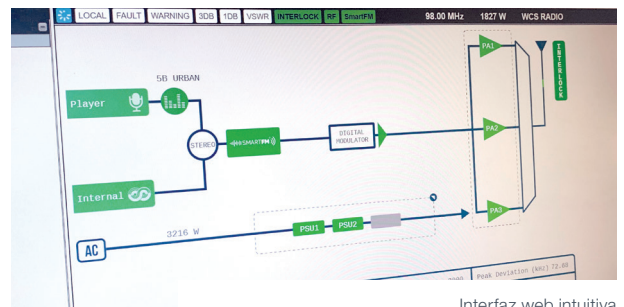 LOCAL FAULT WARNING 3DB 1DB VSWR INTERLOCK RF SmartFM 98.00 MHz 1827 W WCS RADIO
PA1
INTERLOCK
5B URBAN
Player
STEREO
SMARTFM
DIGITAL
MODULATOR
PA2
Internal
3216 W
AC
PSU1 PSU2
PA3
Peak Deviation (kHz) 72.08
Interfaz web intuitiva